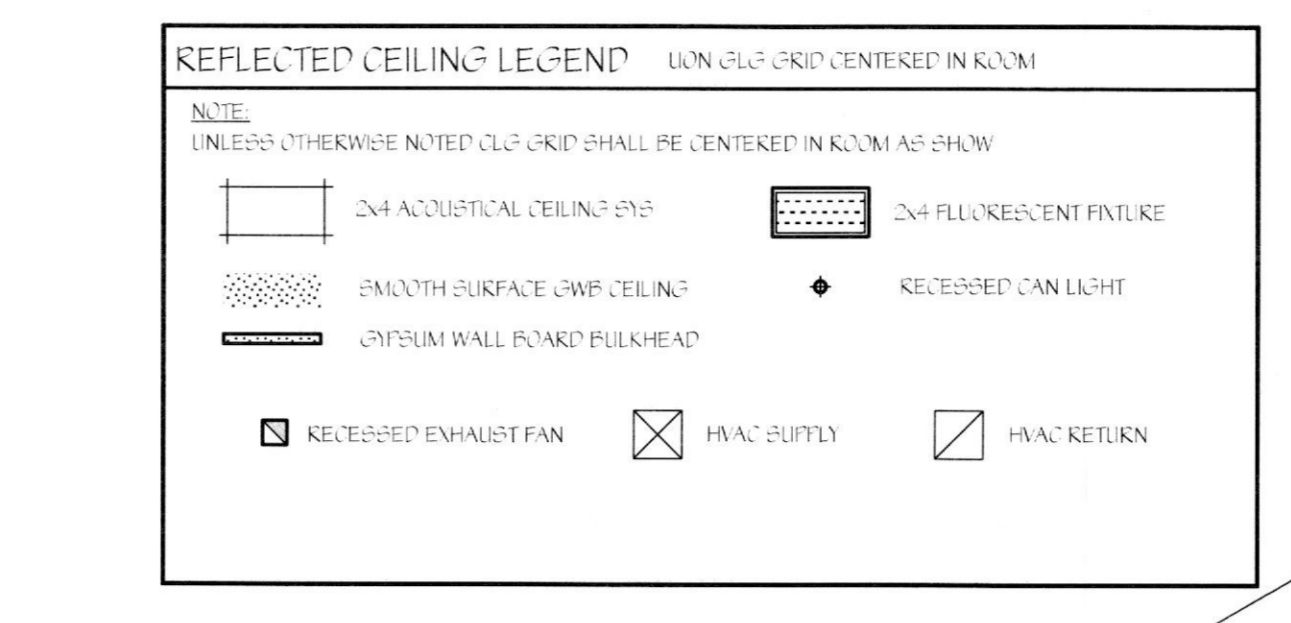 REFLECTED CEILING LEGEND UON GLG GRID CENTERED IN ROOM
NOTE:
UNLESS OTHERWISE NOTED CLG GRID SHALL BE CENTERED IN ROOM AS SHOW
2x4 ACOUSTICAL CEILING SYS
2x4 FLUORESCENT FIXTURE
SMOOTH SURFACE GWB CEILING
RECESSED CAN LIGHT
GYPSUM WALL BOARD BULKHEAD
RECESSED EXHAUST FAN
HVAC SUPPLY
HVAC RETURN